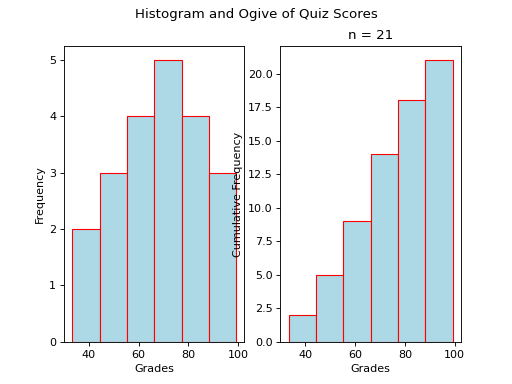 Histogram and Ogive of Quiz Scores
n = 21
Frequency
5
4
3
2
1
0
40 60 80 100
Grades
Cumulative Frequency
20.0
17.5
15.0
12.5
10.0
7.5
5.0
2.5
0.0
40 60 80 100
Grades